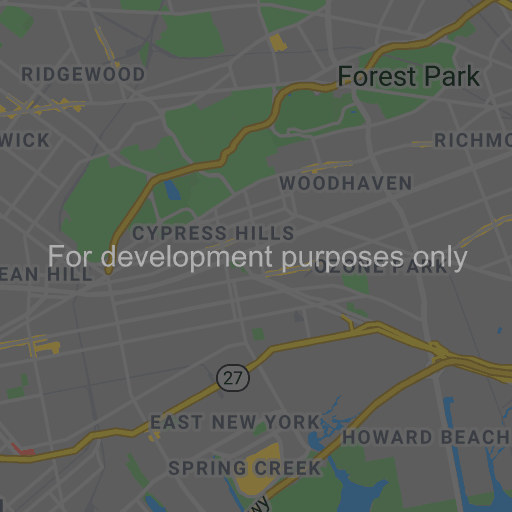 RIDGEWOOD
Forest Park
WICK
RICHMO
WOODHAVEN
CYPRESS HILLS
For development purposes only
EAN HILL
OZONE PARK
27
EAST NEW YORK
HOWARD BEACH
SPRING CREEK
wy